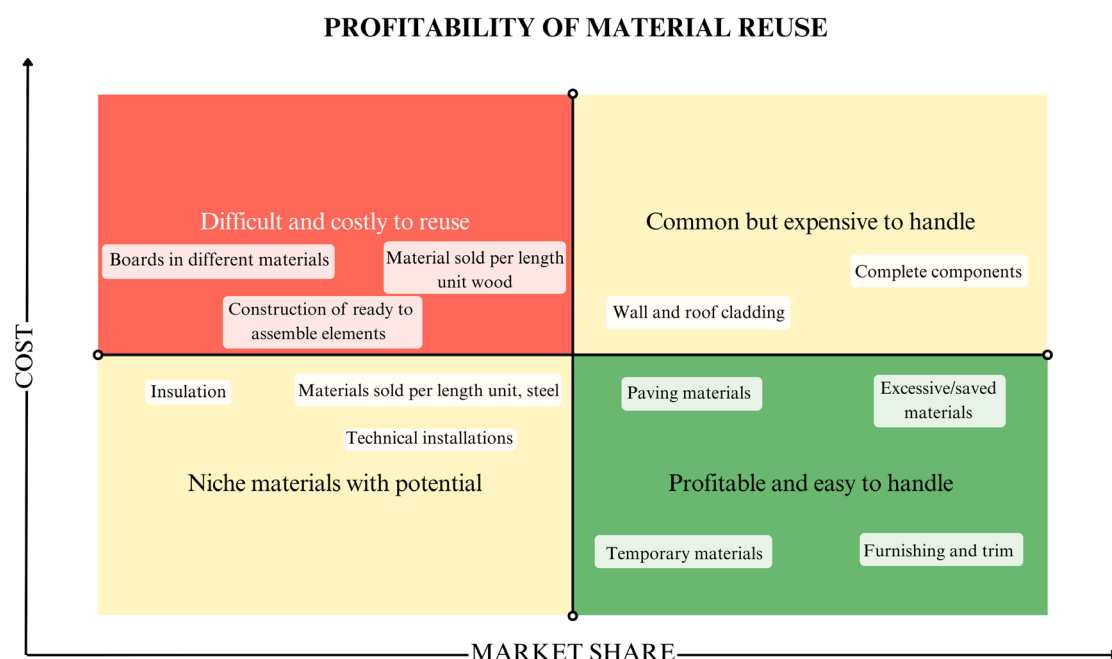 PROFITABILITY OF MATERIAL REUSE
COST
Difficult and costly to reuse
Boards in different materials
Material sold per length
unit wood
Construction of ready to
assemble elements
Common but expensive to handle
Complete components
Wall and roof cladding
Insulation
Materials sold per length unit, steel
Technical installations
Niche materials with potential
Paving materials
Excessive/saved
materials
Profitable and easy to handle
Temporary materials
Furnishing and trim
MARKET SHARE